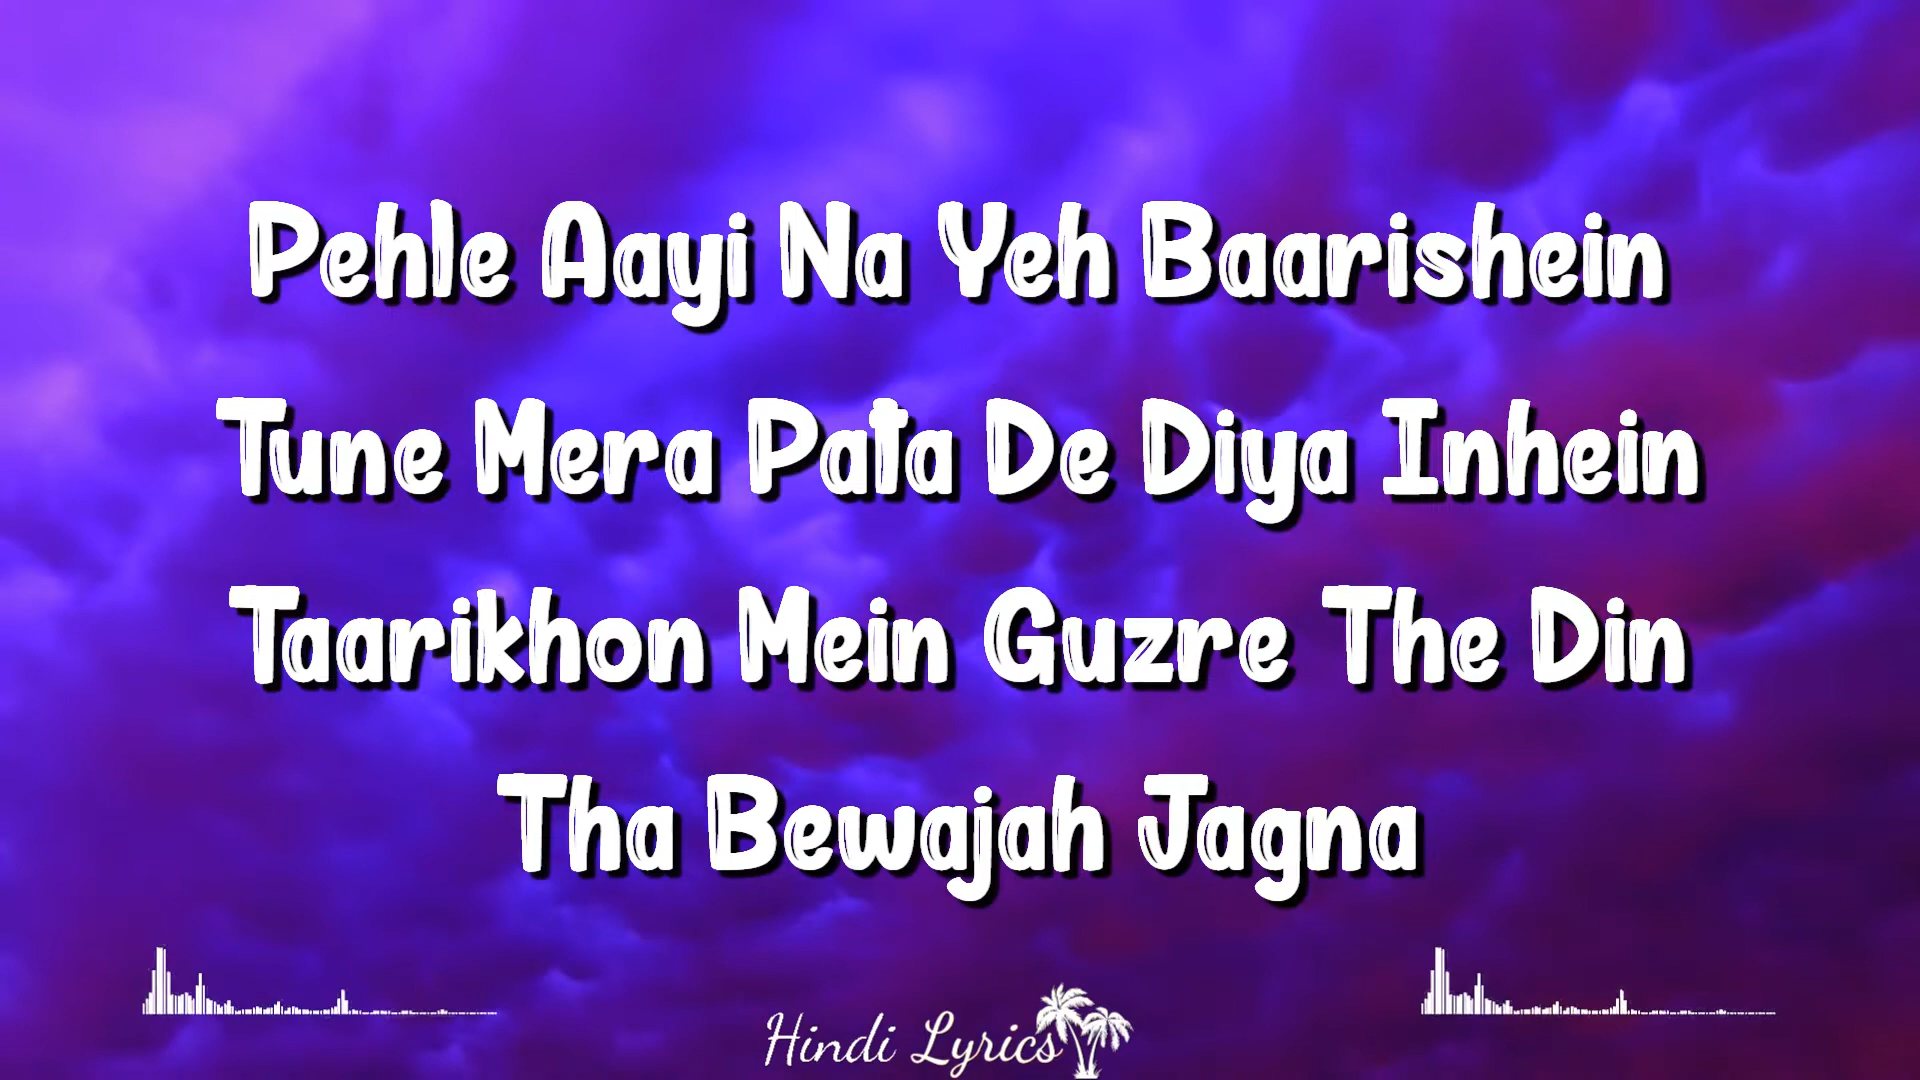 Pehle Aayi Na Yeh Baarishein
Tune Mera Pata De Diya Inhein
Taarikhon Mein Guzre The Din
Tha Bewajah Jagna
Hindi Lyrics